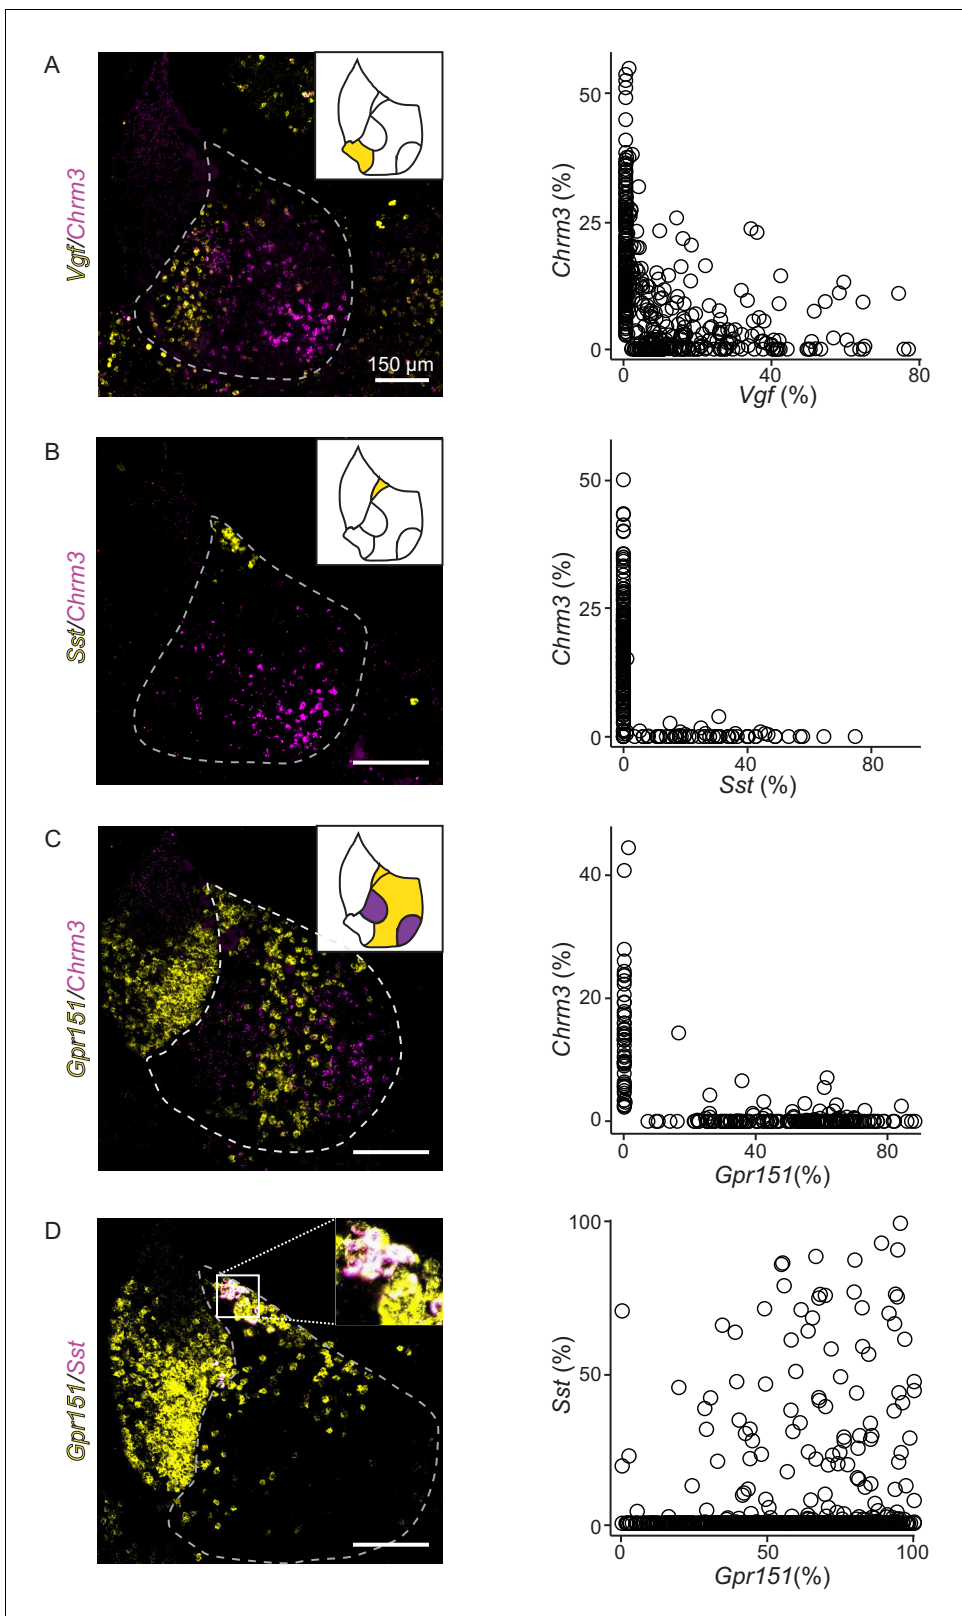 A
Vgf/Chrm3
150 µm
Chrm3 (%)
50
25
0
0 40 80
Vgf (%)
B
Sst/Chrm3
Chrm3 (%)
50
25
0
0 40 80
Sst (%)
C
Gpr151/Chrm3
Chrm3 (%)
40
20
0
0 40 80
Gpr151(%)
D
Gpr151/Sst
Sst (%)
100
50
0
0 50 100
Gpr151(%)